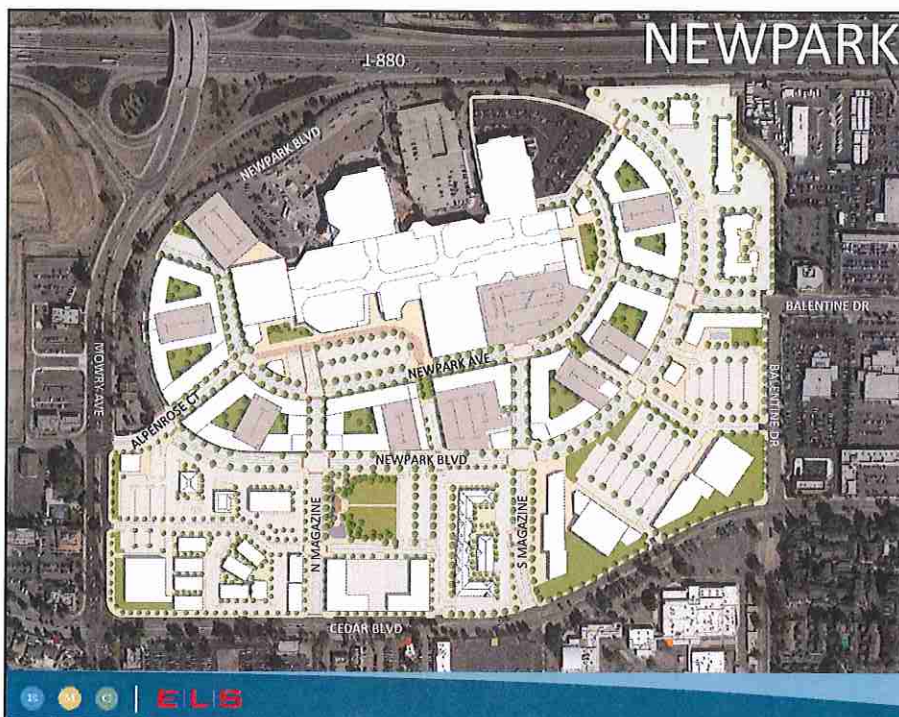 NEWPARK
I-880
NEWPARK BLVD
BALENTINE DR
MOWRY AVE
NEWPARK AVE
BALENTINE DR
ALPENROSE CT
NEWPARK BLVD
N MAGAZINE
S MAGAZINE
CEDAR BLVD
E|L|S